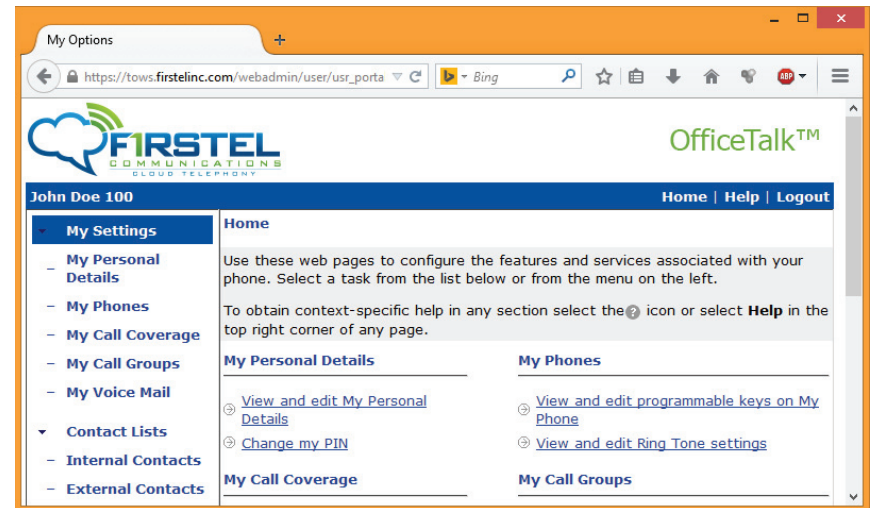 My Options
https://tows.firstelinc.com/webadmin/user/usr_porta
Bing
ABP
F1RSTEL
COMMUNICATIONS
CLOUD TELEPHONY
OfficeTalk™
John Doe 100
Home | Help | Logout
My Settings
My Personal
Details
My Phones
My Call Coverage
My Call Groups
My Voice Mail
Contact Lists
Internal Contacts
External Contacts
Home
Use these web pages to configure the features and services associated with your
phone. Select a task from the list below or from the menu on the left.
To obtain context-specific help in any section select the ? icon or select Help in the
top right corner of any page.
My Personal Details
View and edit My Personal
Details
Change my PIN
My Phones
View and edit programmable keys on My
Phone
View and edit Ring Tone settings
My Call Coverage
My Call Groups